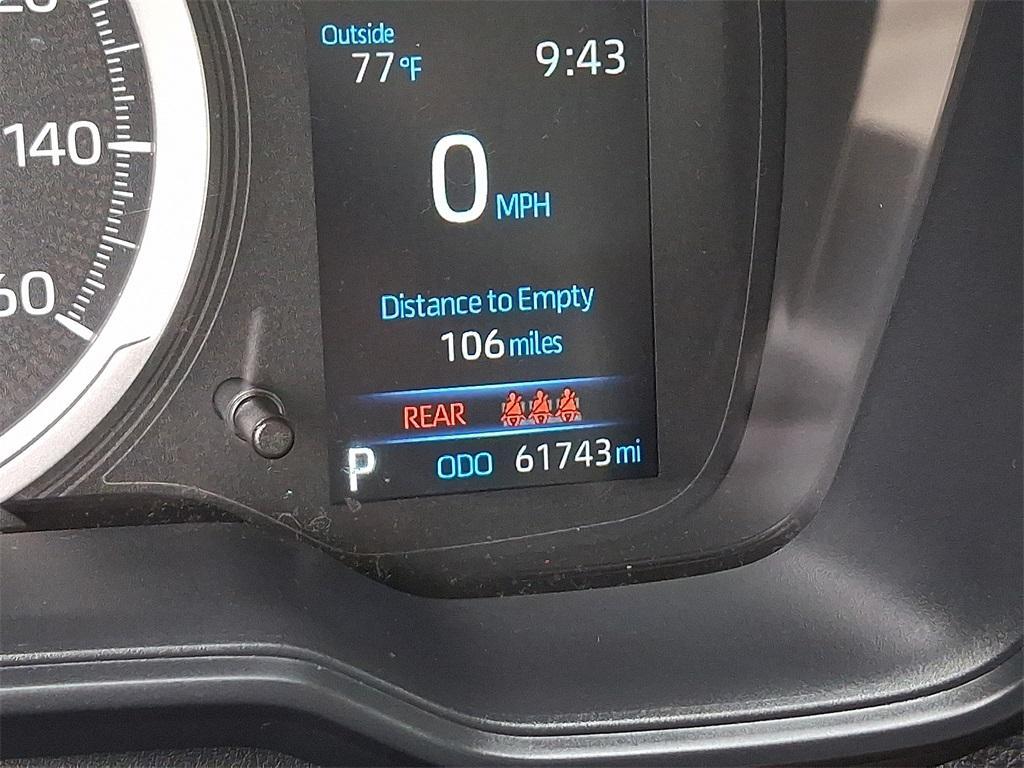 Outside
77°F
9:43
140
0 MPH
60
Distance to Empty
106 miles
REAR
P
ODO 61743 mi